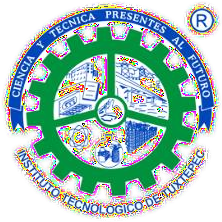 CIENCIA Y TECNICA PRESENTES AL FUTURO
®
INSTITUTO TECNOLOGICO DE TUXTEPEC